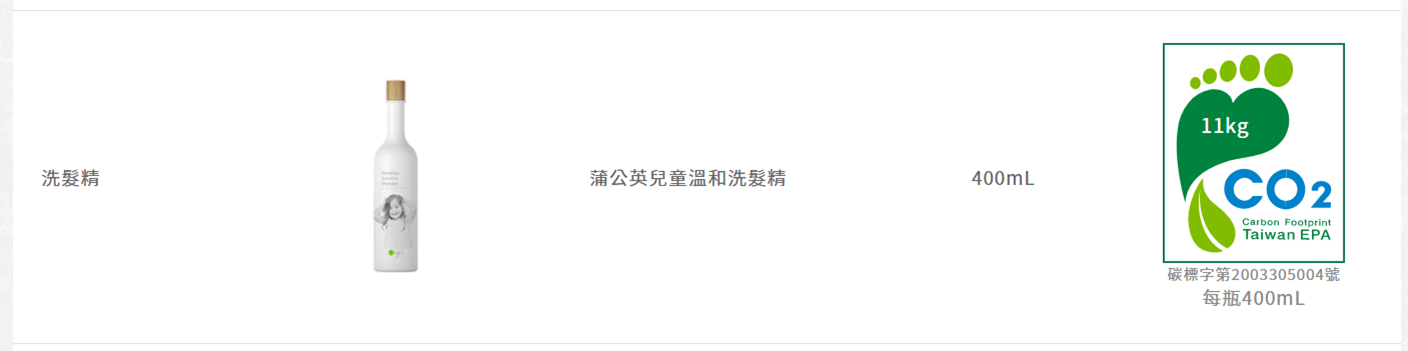 洗髮精
蒲公英兒童溫和洗髮精
400mL
11kg
CO2
Carbon Footprint
Taiwan EPA
碳標字第2003305004號
每瓶400mL